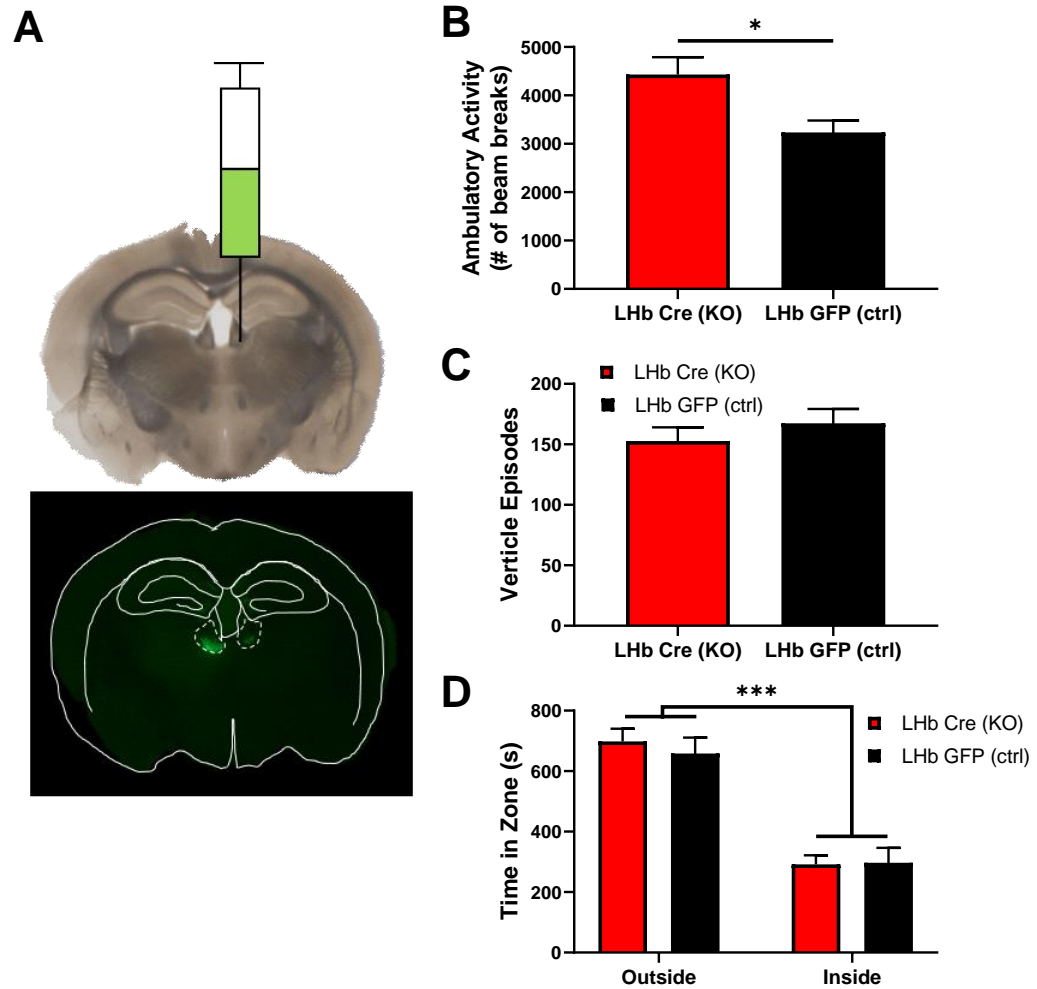 A
B
*
Ambulatory Activity
(# of beam breaks)
5000
4000
3000
2000
1000
0
LHb Cre (KO) LHb GFP (ctrl)
C
LHb Cre (KO)
LHb GFP (ctrl)
Verticle Episodes
200
150
100
50
0
LHb Cre (KO) LHb GFP (ctrl)
D
***
LHb Cre (KO)
LHb GFP (ctrl)
Time in Zone (s)
800
600
400
200
0
Outside Inside